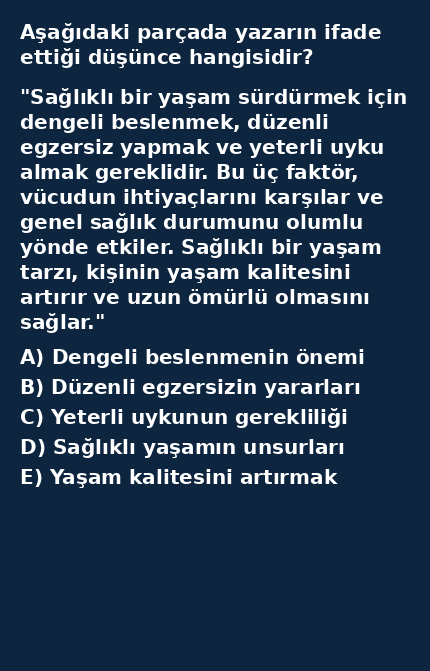 Aşağıdaki parçada yazarın ifade
ettiği düşünce hangisidir?
"Sağlıklı bir yaşam sürdürmek için
dengeli beslenmek, düzenli
egzersiz yapmak ve yeterli uyku
almak gereklidir. Bu üç faktör,
vücudun ihtiyaçlarını karşılar ve
genel sağlık durumunu olumlu
yönde etkiler. Sağlıklı bir yaşam
tarzı, kişinin yaşam kalitesini
artırır ve uzun ömürlü olmasını
sağlar."
A) Dengeli beslenmenin önemi
B) Düzenli egzersizin yararları
C) Yeterli uykunun gerekliliği
D) Sağlıklı yaşamın unsurları
E) Yaşam kalitesini artırmak